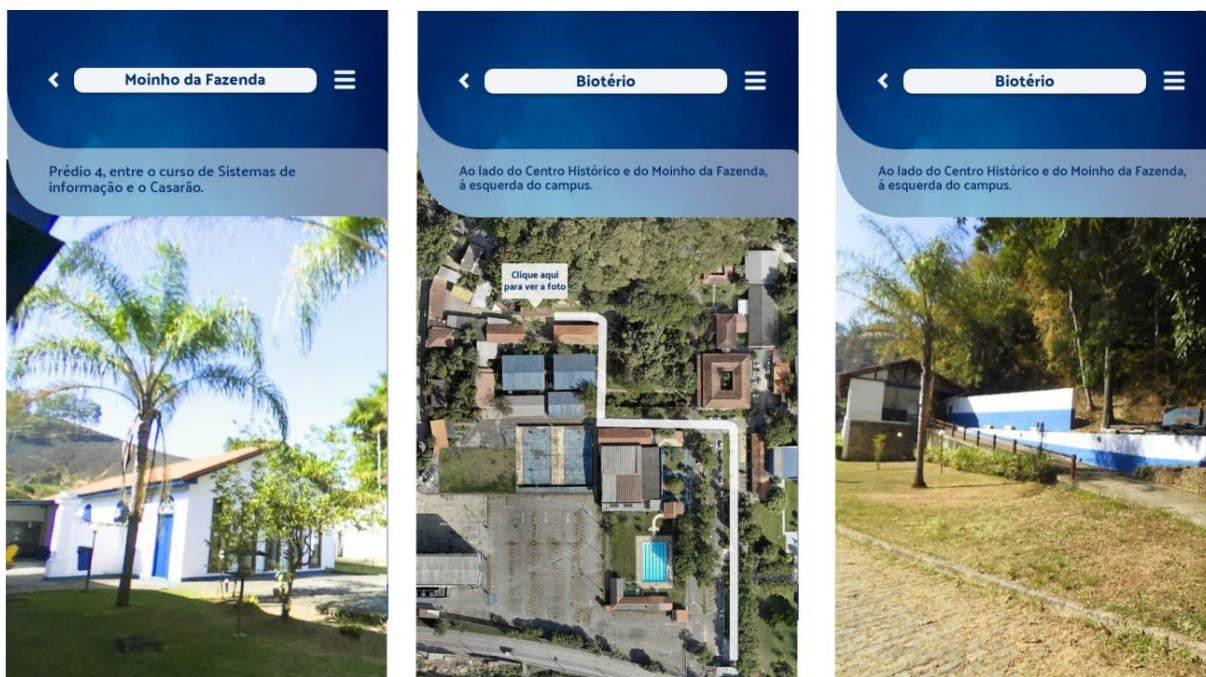 Moinho da Fazenda
Prédio 4, entre o curso de Sistemas de
informação e o Casarão.
Biotério
Ao lado do Centro Histórico e do Moinho da Fazenda,
á esquerda do campus.
Clique aqui
para ver a foto
Biotério
Ao lado do Centro Histórico e do Moinho da Fazenda,
á esquerda do campus.